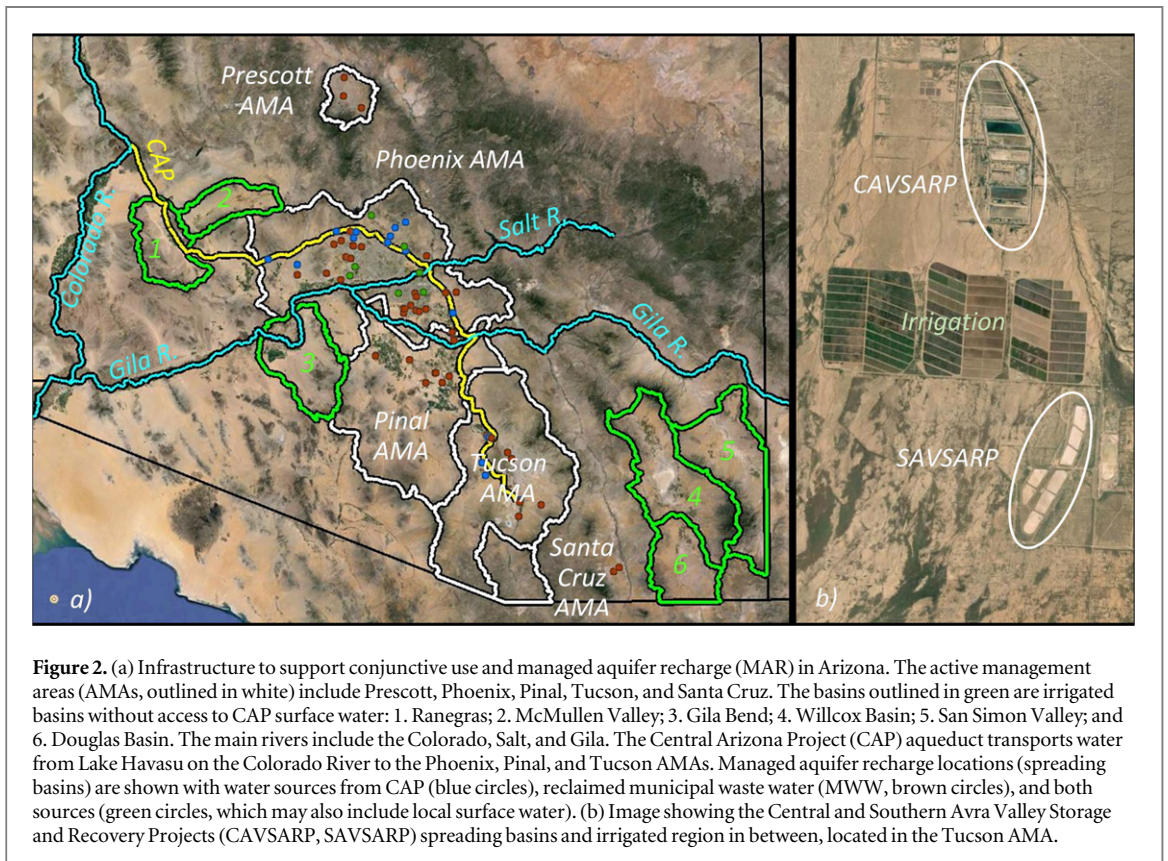 Prescott
AMA
Phoenix AMA
CAP
2
1
Colorado R.
Salt R.
Gila R.
Gila R.
3
Pinal
AMA
Tucson
AMA
5
4
6
Santa
Cruz
AMA
a)
CAVSARP
Irrigation
SAVSARP
b)
Figure 2. (a) Infrastructure to support conjunctive use and managed aquifer recharge (MAR) in Arizona. The active management
areas (AMAs, outlined in white) include Prescott, Phoenix, Pinal, Tucson, and Santa Cruz. The basins outlined in green are irrigated
basins without access to CAP surface water: 1. Ranegras; 2. McMullen Valley; 3. Gila Bend; 4. Willcox Basin; 5. San Simon Valley; and
6. Douglas Basin. The main rivers include the Colorado, Salt, and Gila. The Central Arizona Project (CAP) aqueduct transports water
from Lake Havasu on the Colorado River to the Phoenix, Pinal, and Tucson AMAs. Managed aquifer recharge locations (spreading
basins) are shown with water sources from CAP (blue circles), reclaimed municipal waste water (MWW, brown circles), and both
sources (green circles, which may also include local surface water). (b) Image showing the Central and Southern Avra Valley Storage
and Recovery Projects (CAVSARP, SAVSARP) spreading basins and irrigated region in between, located in the Tucson AMA.